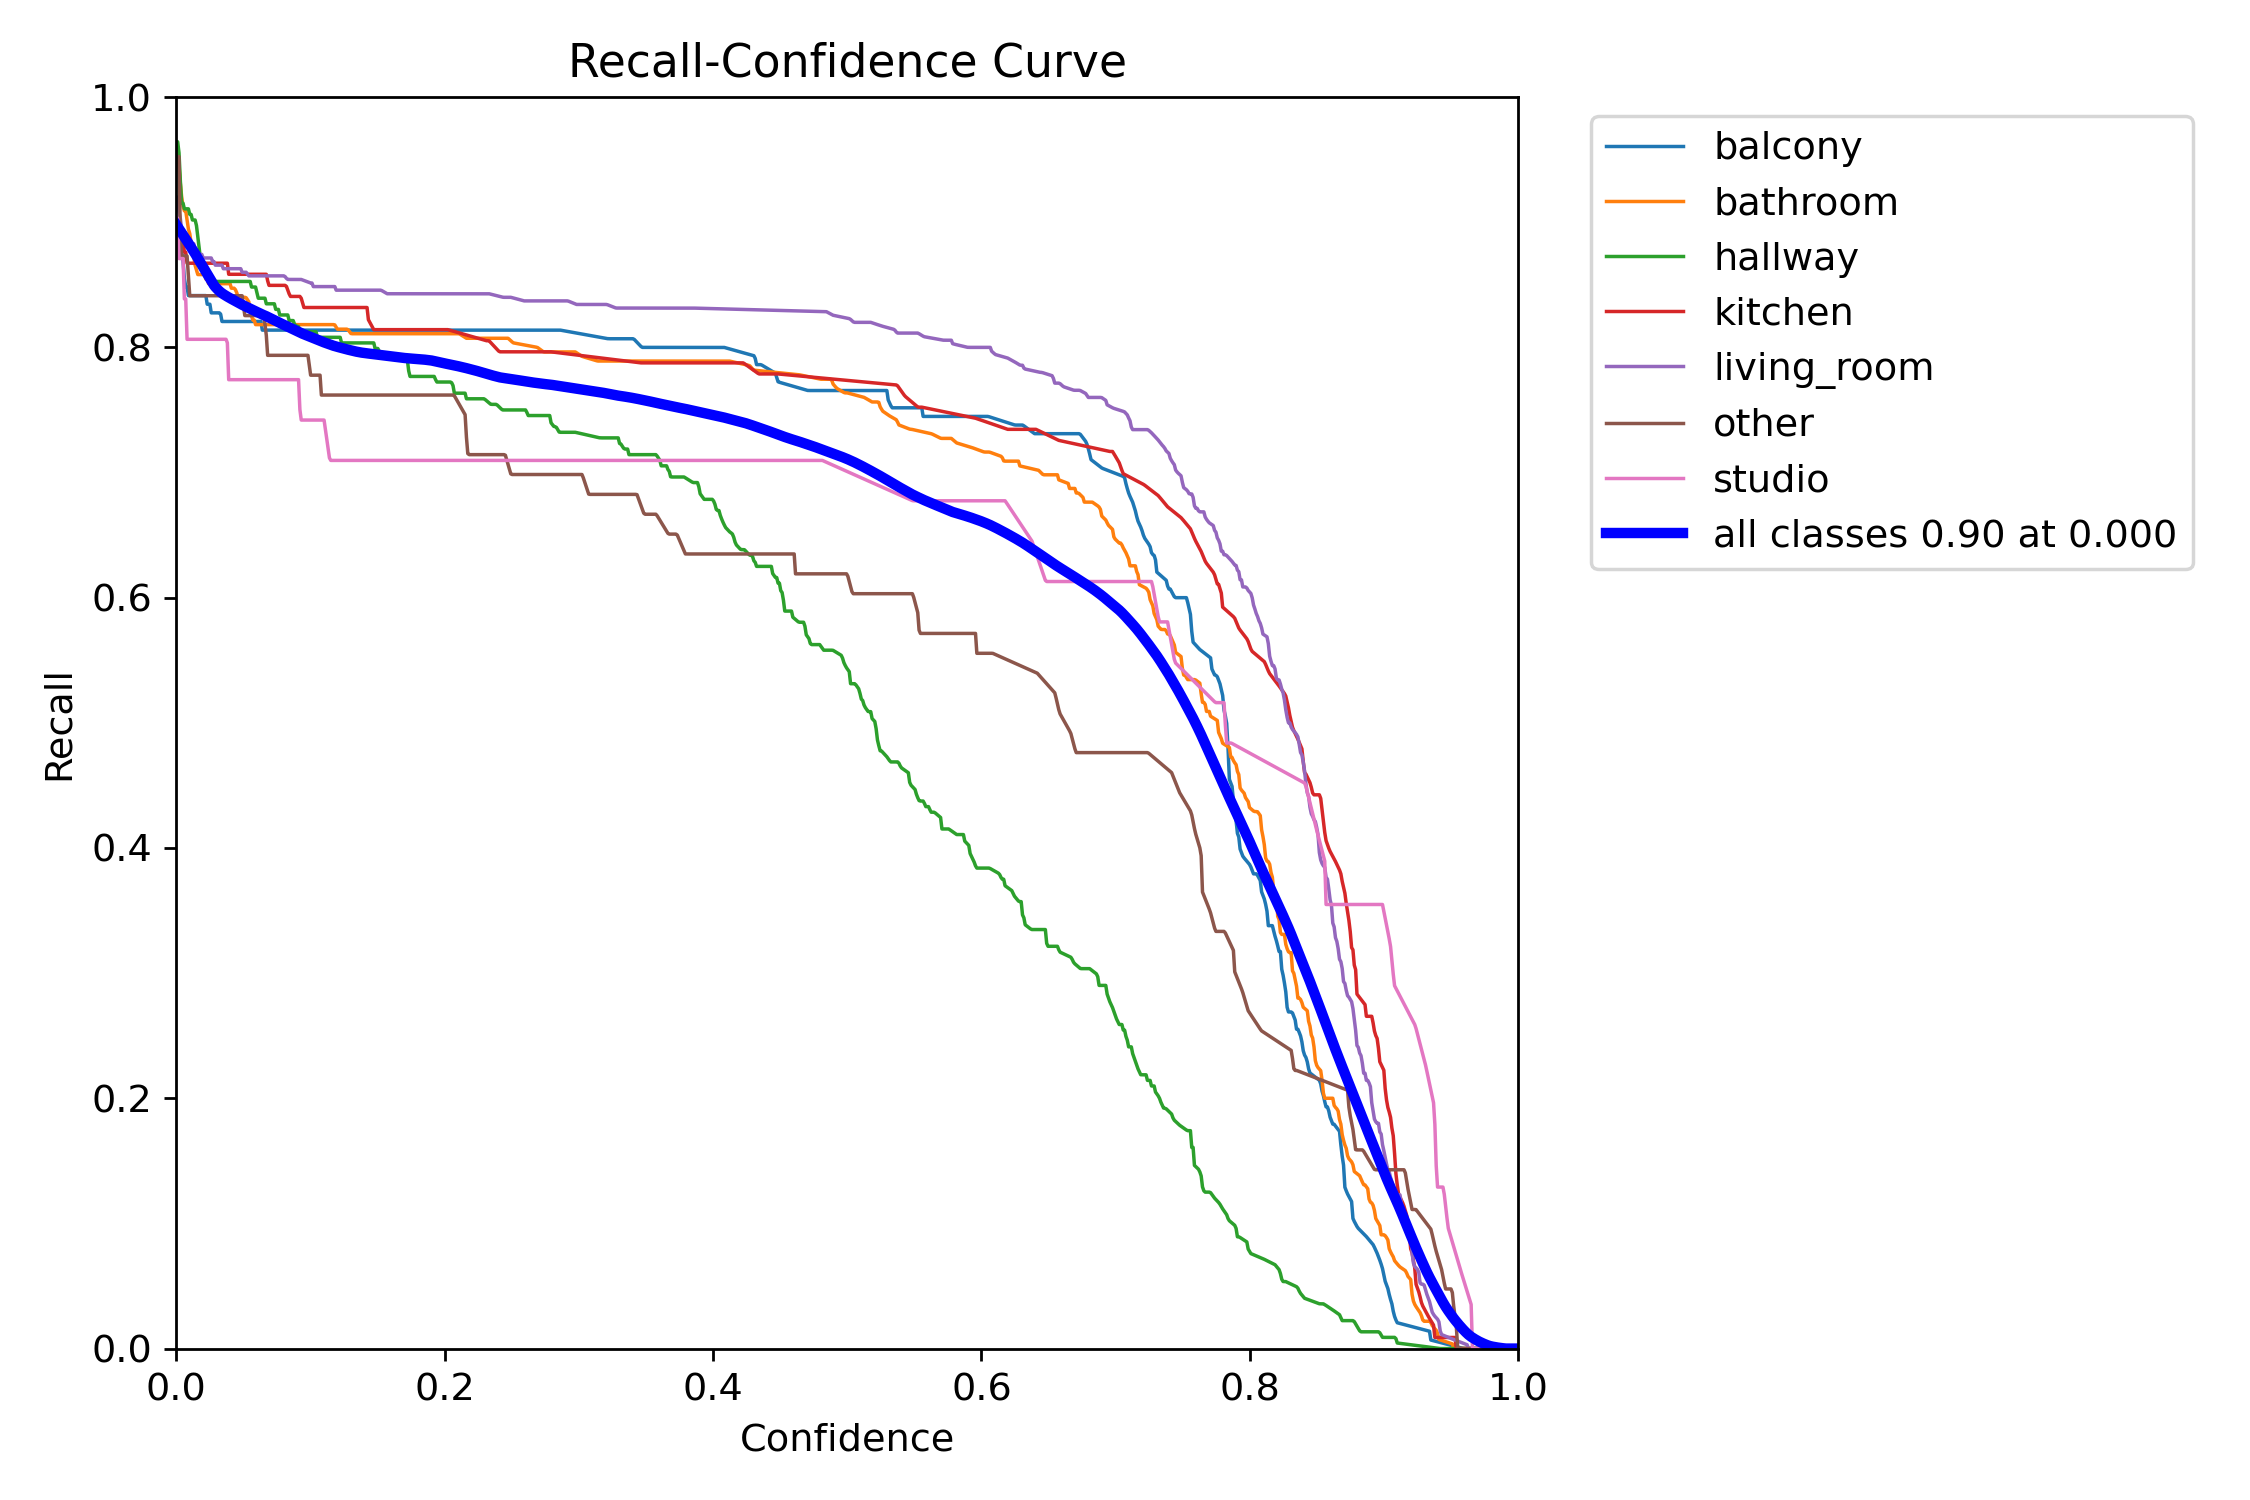 Recall-Confidence Curve
1.0
0.8
0.6
0.4
0.2
0.0
Recall
0.0 0.2 0.4 0.6 0.8 1.0
Confidence
balcony
bathroom
hallway
kitchen
living_room
other
studio
all classes 0.90 at 0.000